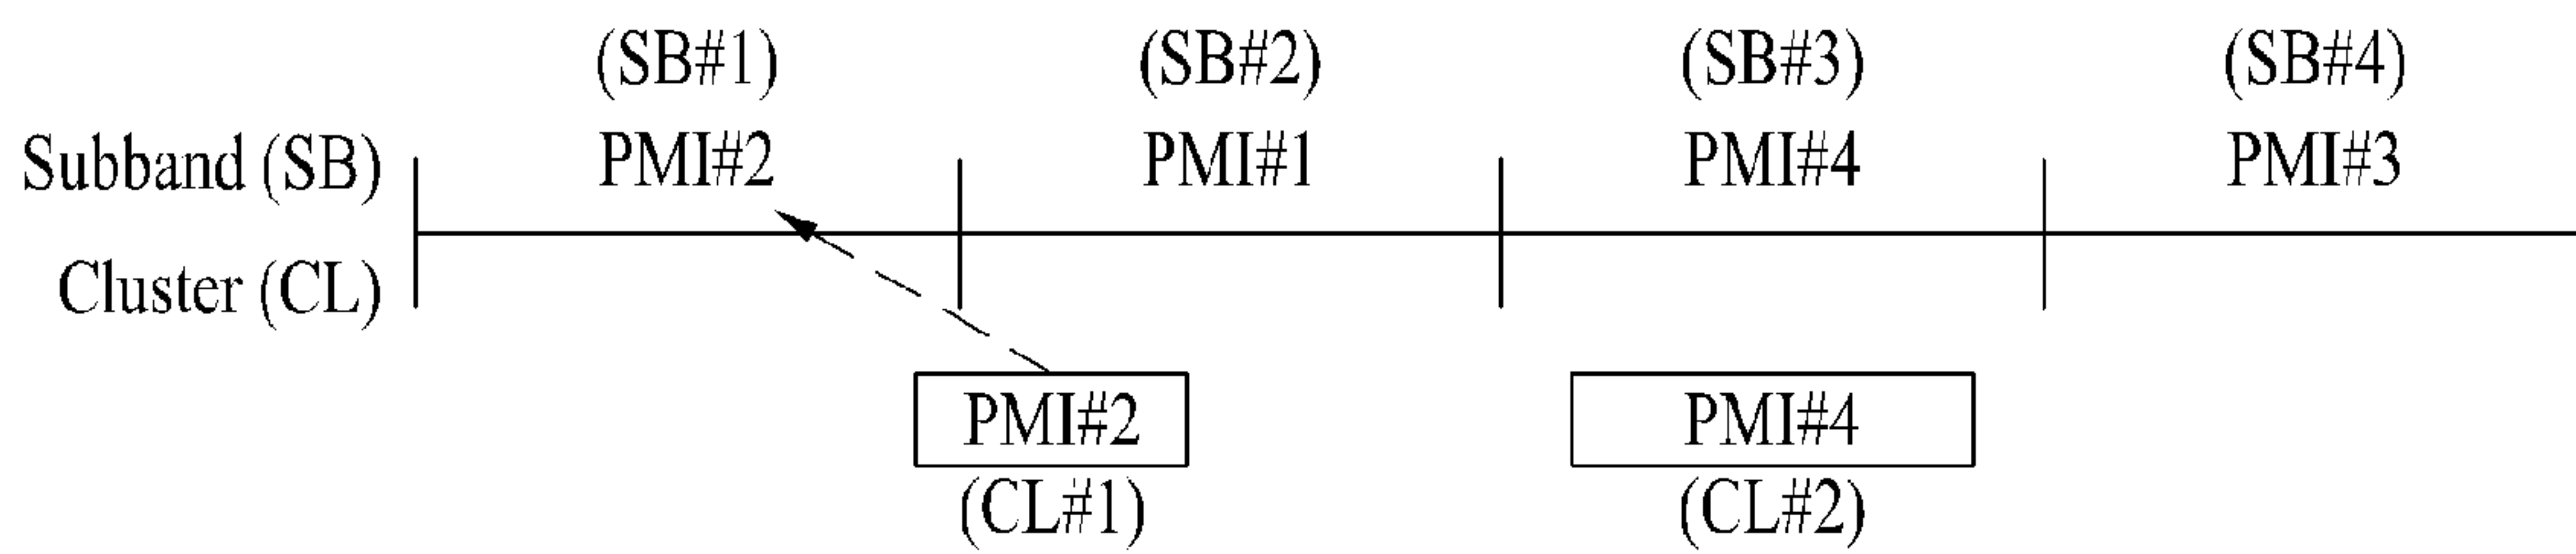 (SB#1) (SB#2) (SB#3) (SB#4)
Subband (SB) PMI#2 PMI#1 PMI#4 PMI#3
Cluster (CL)
PMI#2 PMI#4
(CL#1) (CL#2)